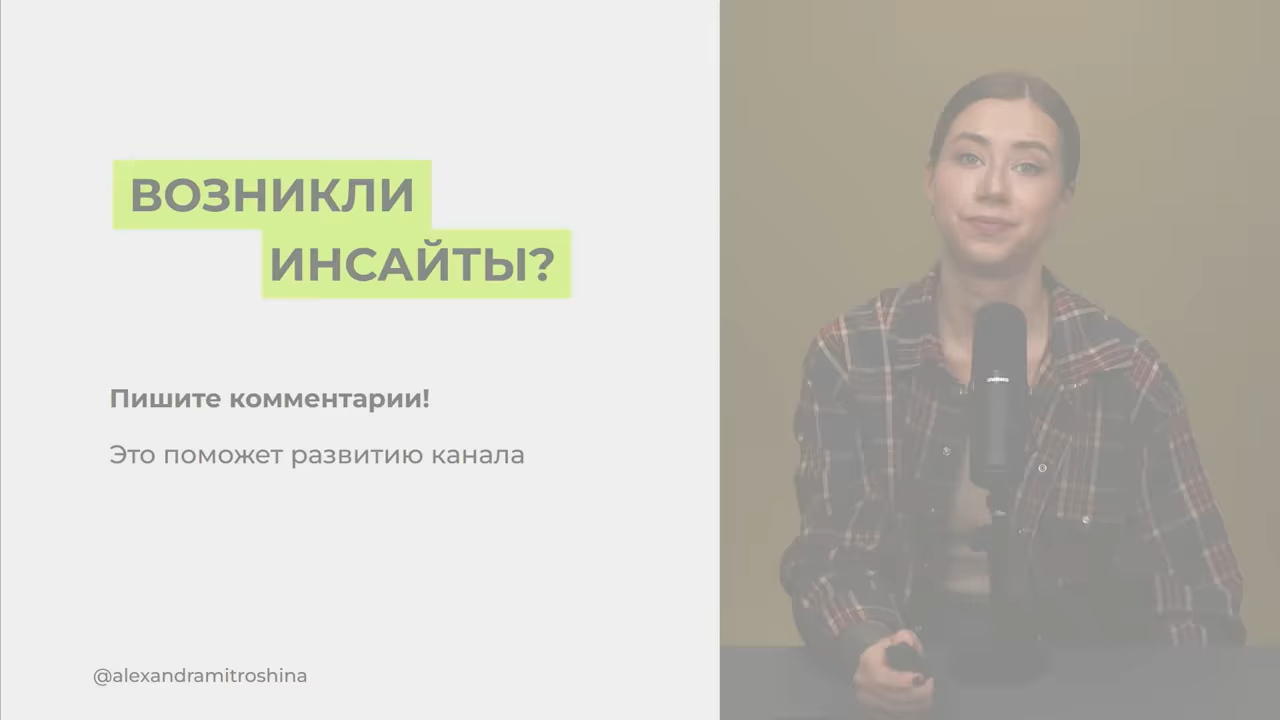 ВОЗНИКЛИ
ИНСАЙТЫ?
Пишите комментарии!
Это поможет развитию канала
@alexandramitroshina